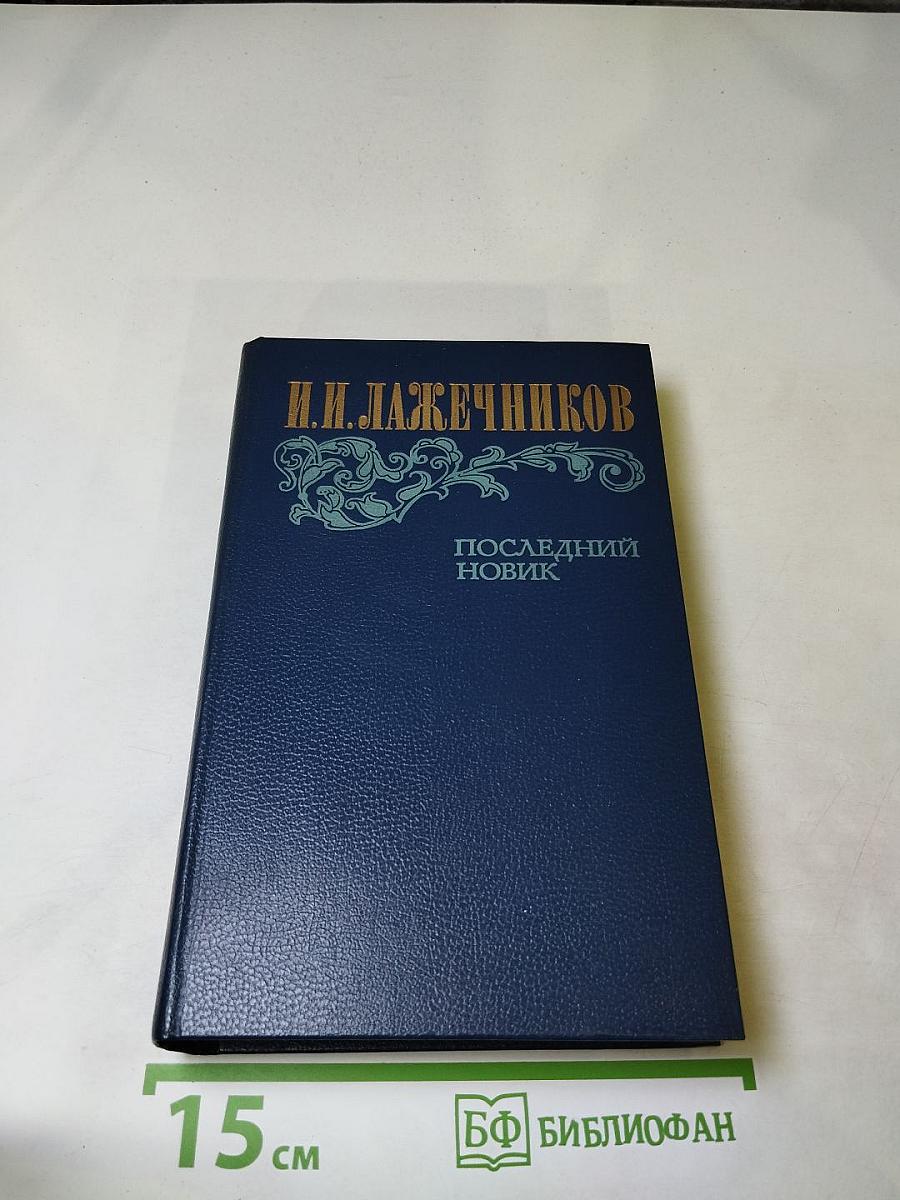 И.И.ЛАЖЕЧНИКОВ
ПОСЛЕДНИЙ
НОВИК
15 см
БФ БИБЛИОФАН